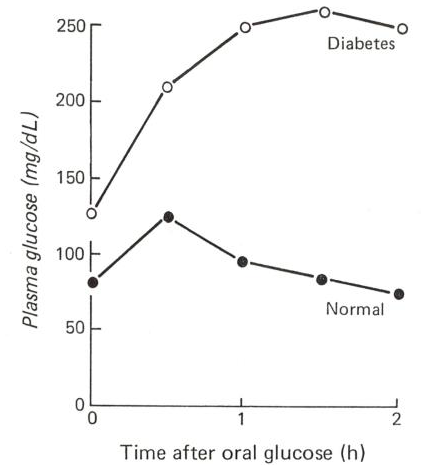 250
Diabetes
200
150
100
Normal
50
0
0 1 2
Plasma glucose (mg/dL)
Time after oral glucose (h)